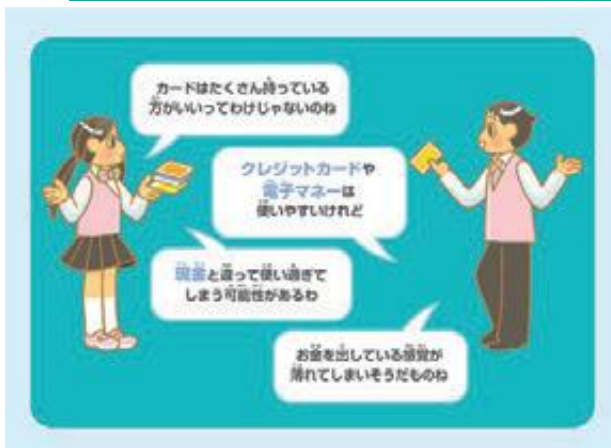 カードはたくさん持っている
方がいいってわけじゃないのね
クレジットカードや
電子マネーは
使いやすいけれど
現金と違って使い過ぎて
しまう可能性があるわ
お金を出している感覚が
薄れてしまいそうだものね